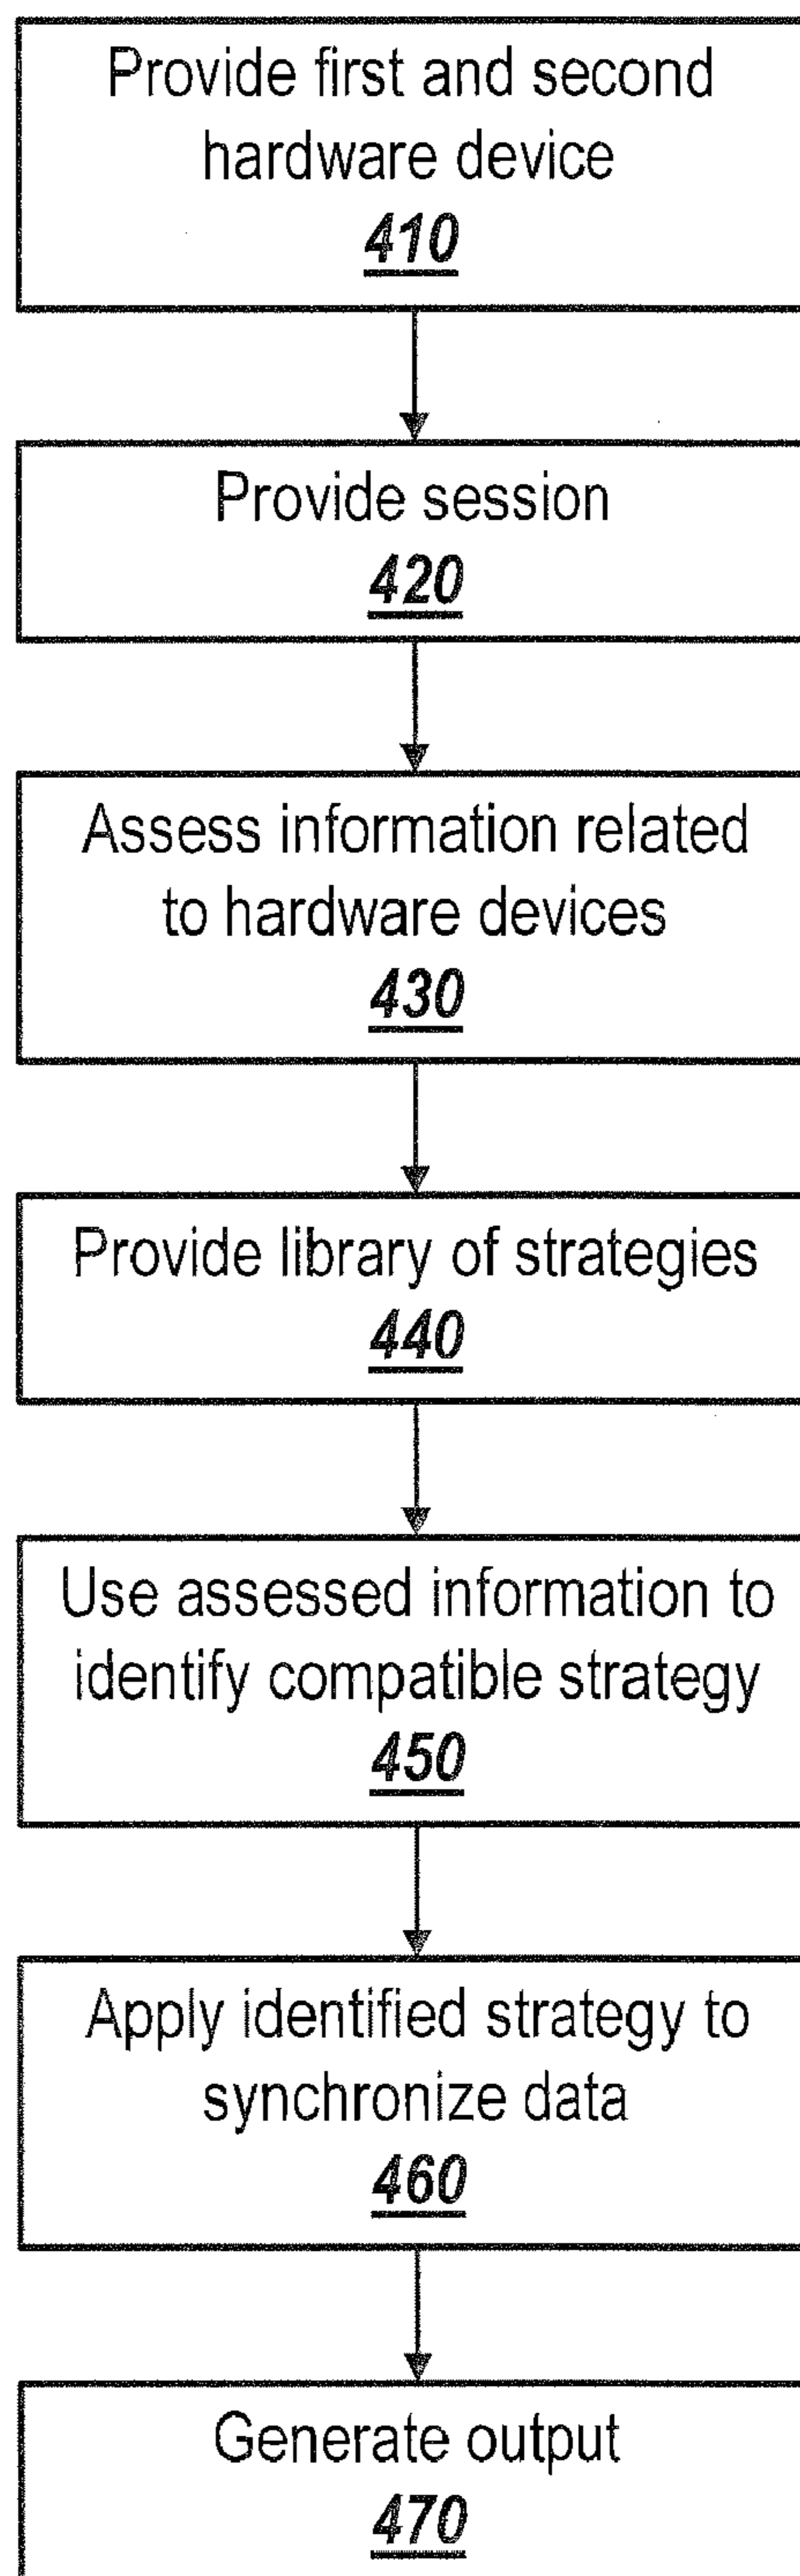 Provide first and second
hardware device
410
Provide session
420
Assess information related
to hardware devices
430
Provide library of strategies
440
Use assessed information to
identify compatible strategy
450
Apply identified strategy to
synchronize data
460
Generate output
470